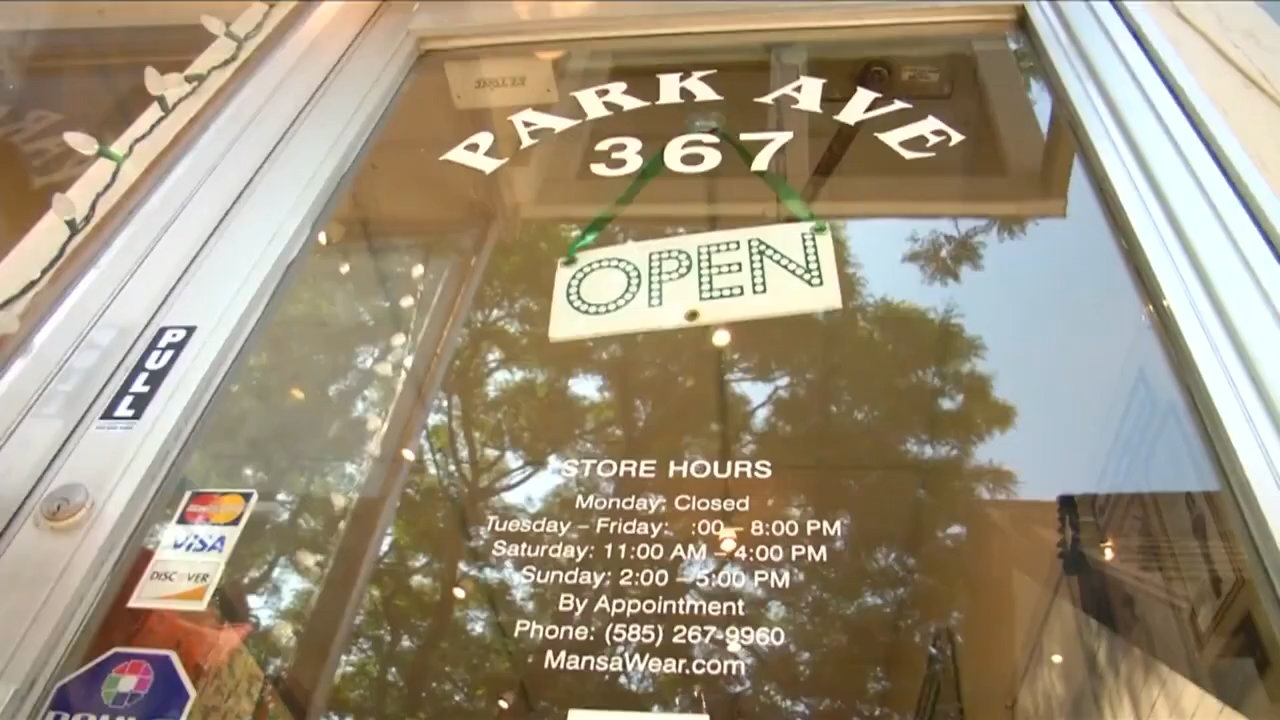 PARK AVE
367
OPEN
PULL
STORE HOURS
Monday: Closed
Tuesday – Friday: :00 – 8:00 PM
Saturday: 11:00 AM – 4:00 PM
Sunday: 2:00 – 5:00 PM
By Appointment
Phone: (585) 267-9960
MansaWear.com
MasterCard
VISA
DISCOVER